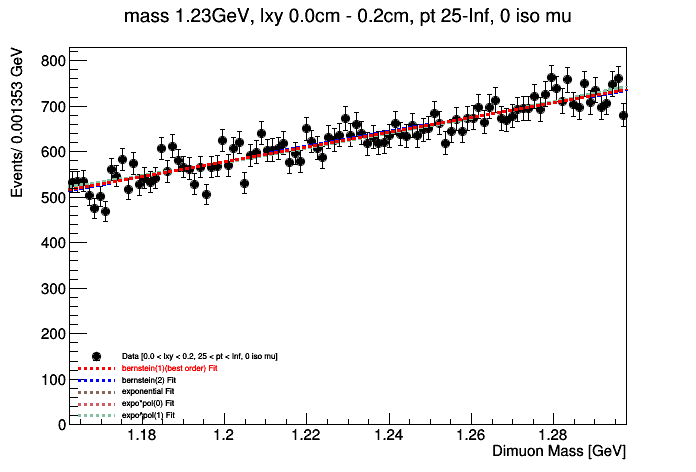 mass 1.23GeV, lxy 0.0cm - 0.2cm, pt 25-Inf, 0 iso mu
Events/ 0.001353 GeV
800
700
600
500
400
300
200
100
0
Data [0.0 < lxy < 0.2, 25 < pt < Inf, 0 iso mu]
bernstein(1)(best order) Fit
bernstein(2) Fit
exponential Fit
expo*pol(0) Fit
expo*pol(1) Fit
1.18 1.2 1.22 1.24 1.26 1.28
Dimuon Mass [GeV]